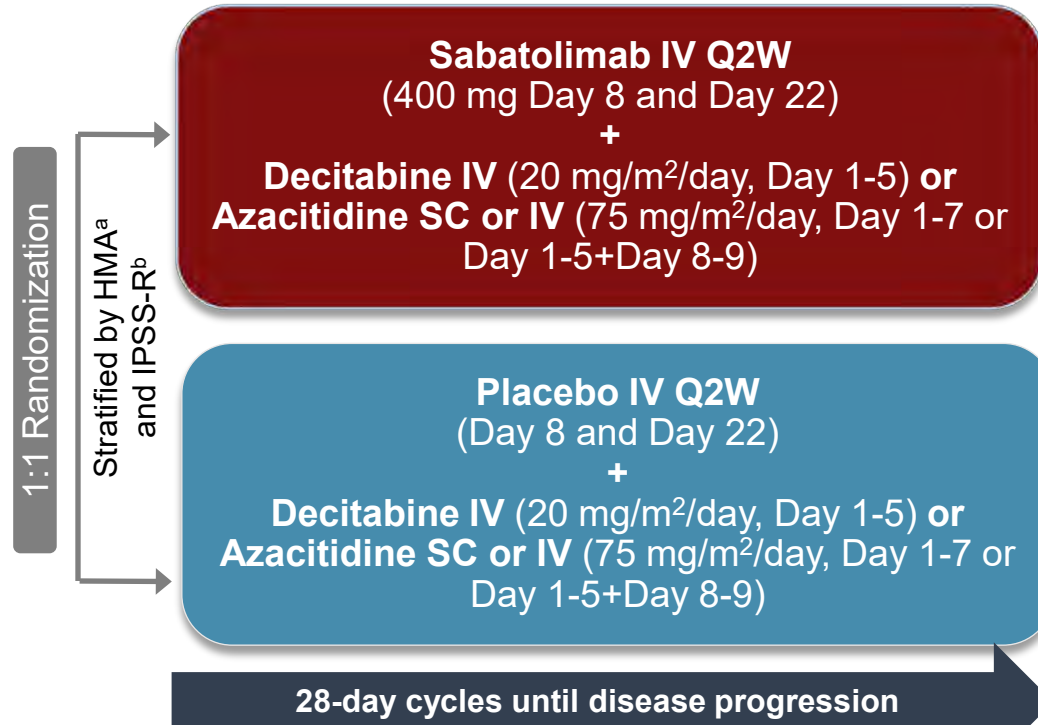 1:1 Randomization
Stratified by HMAᵃ
and IPSS-Rᵇ
Sabatolimab IV Q2W
(400 mg Day 8 and Day 22)
+
Decitabine IV (20 mg/m²/day, Day 1-5) or
Azacitidine SC or IV (75 mg/m²/day, Day 1-7 or
Day 1-5+Day 8-9)
Placebo IV Q2W
(Day 8 and Day 22)
+
Decitabine IV (20 mg/m²/day, Day 1-5) or
Azacitidine SC or IV (75 mg/m²/day, Day 1-7 or
Day 1-5+Day 8-9)
28-day cycles until disease progression